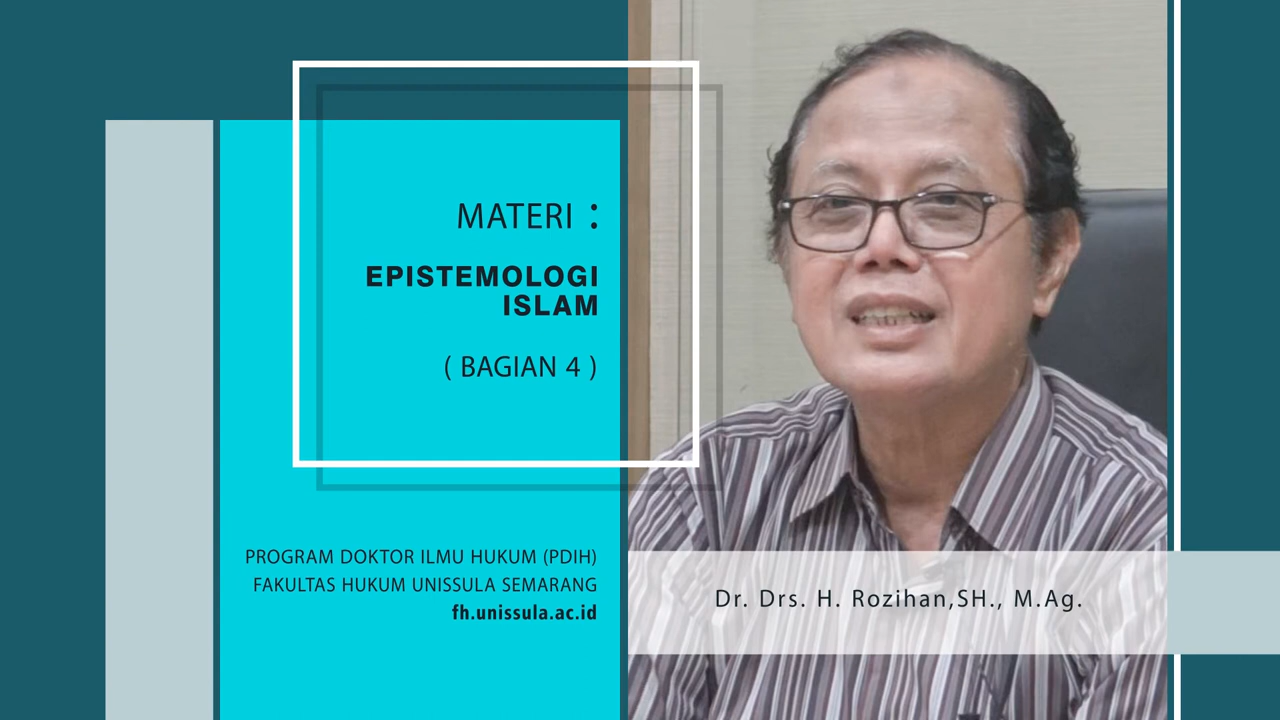 MATERI :
EPISTEMOLOGI
ISLAM
( BAGIAN 4 )
PROGRAM DOKTOR ILMU HUKUM (PDIH)
FAKULTAS HUKUM UNISSULA SEMARANG
fh.unissula.ac.id
Dr. Drs. H. Rozihan,SH., M.Ag.